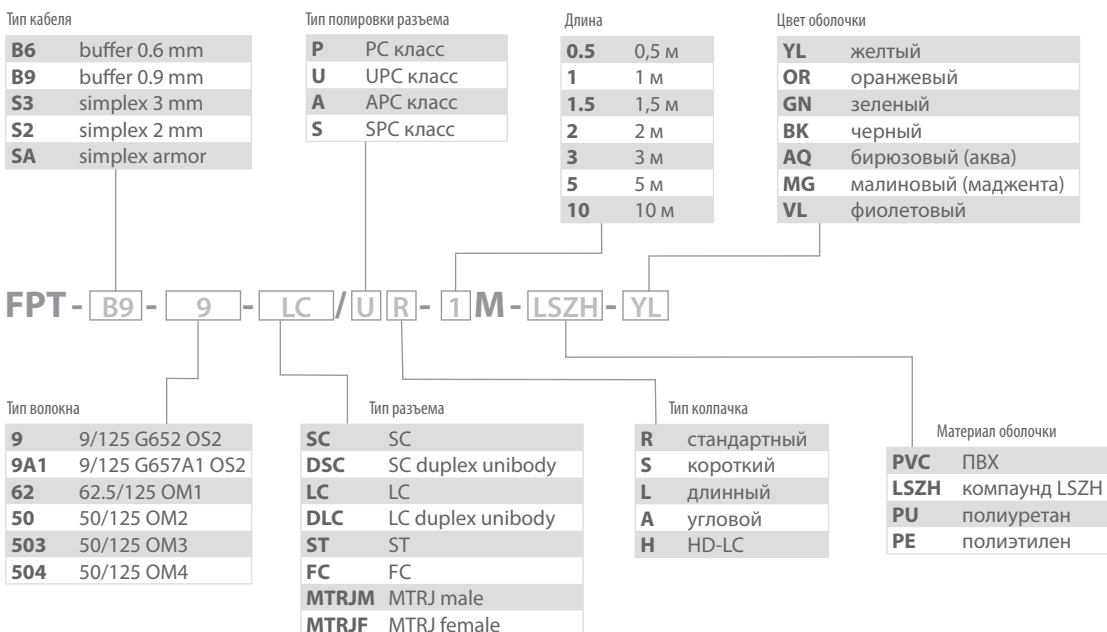 Тип кабеля
B6 buffer 0.6 mm
B9 buffer 0.9 mm
S3 simplex 3 mm
S2 simplex 2 mm
SA simplex armor
Тип полировки разъема
P PC класс
U UPC класс
A APC класс
S SPC класс
Длина
0.5 0,5 м
1 1 м
1.5 1,5 м
2 2 м
3 3 м
5 5 м
10 10 м
Цвет оболочки
YL желтый
OR оранжевый
GN зеленый
BK черный
AQ бирюзовый (аква)
MG малиновый (маджента)
VL фиолетовый
FPT - B9 - 9 - LC / U R - 1 M - LSZH - YL
Тип волокна
9 9/125 G652 OS2
9A1 9/125 G657A1 OS2
62 62.5/125 OM1
50 50/125 OM2
503 50/125 OM3
504 50/125 OM4
Тип разъема
SC SC
DSC SC duplex unibody
LC LC
DLC LC duplex unibody
ST ST
FC FC
MTRJM MTRJ male
MTRJF MTRJ female
Тип колпачка
R стандартный
S короткий
L длинный
A угловой
H HD-LC
Материал оболочки
PVC ПВХ
LSZH компаунд LSZH
PU полиуретан
PE полиэтилен